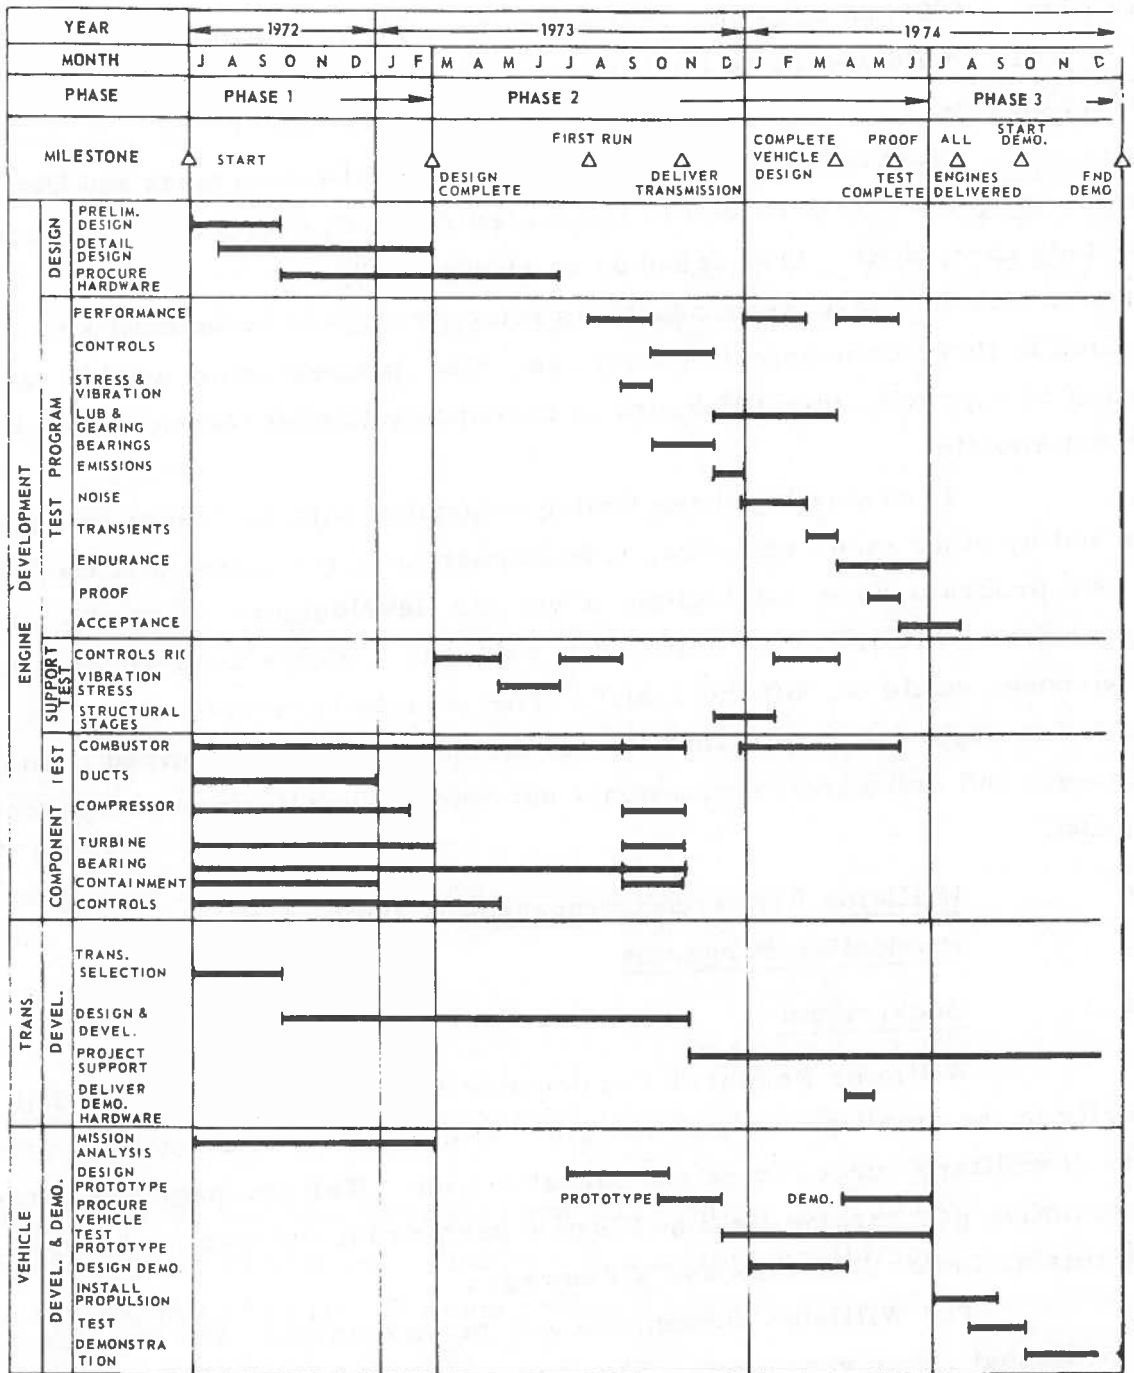 YEAR 1972 1973 1974
MONTH J A S O N D J F M A M J J A S O N D J F M A M J J A S O N D
PHASE PHASE 1 PHASE 2 PHASE 3
MILESTONE START
DESIGN COMPLETE
FIRST RUN
DELIVER TRANSMISSION
COMPLETE VEHICLE DESIGN
PROOF TEST COMPLETE
ALL ENGINES DELIVERED
START DEMO.
END DEMO
ENGINE DEVELOPMENT
DESIGN
PRELIM. DESIGN
DETAIL DESIGN
PROCURE HARDWARE
TEST PROGRAM
PERFORMANCE
CONTROLS
STRESS & VIBRATION
LUB & GEARING
BEARINGS
EMISSIONS
NOISE
TRANSIENTS
ENDURANCE
PROOF
ACCEPTANCE
SUPPORT TEST
CONTROLS RIG
VIBRATION STRESS
STRUCTURAL STAGES
COMPONENT TEST
COMBUSTOR
DUCTS
COMPRESSOR
TURBINE
BEARING
CONTAINMENT
CONTROLS
TRANS. DEVEL.
TRANS. SELECTION
DESIGN & DEVEL.
PROJECT SUPPORT
DELIVER DEMO. HARDWARE
VEHICLE DEVEL. & DEMO.
MISSION ANALYSIS
DESIGN PROTOTYPE
PROCURE VEHICLE PROTOTYPE DEMO.
TEST PROTOTYPE
DESIGN DEMO.
INSTALL PROPULSION
TEST
DEMONSTRA
TION